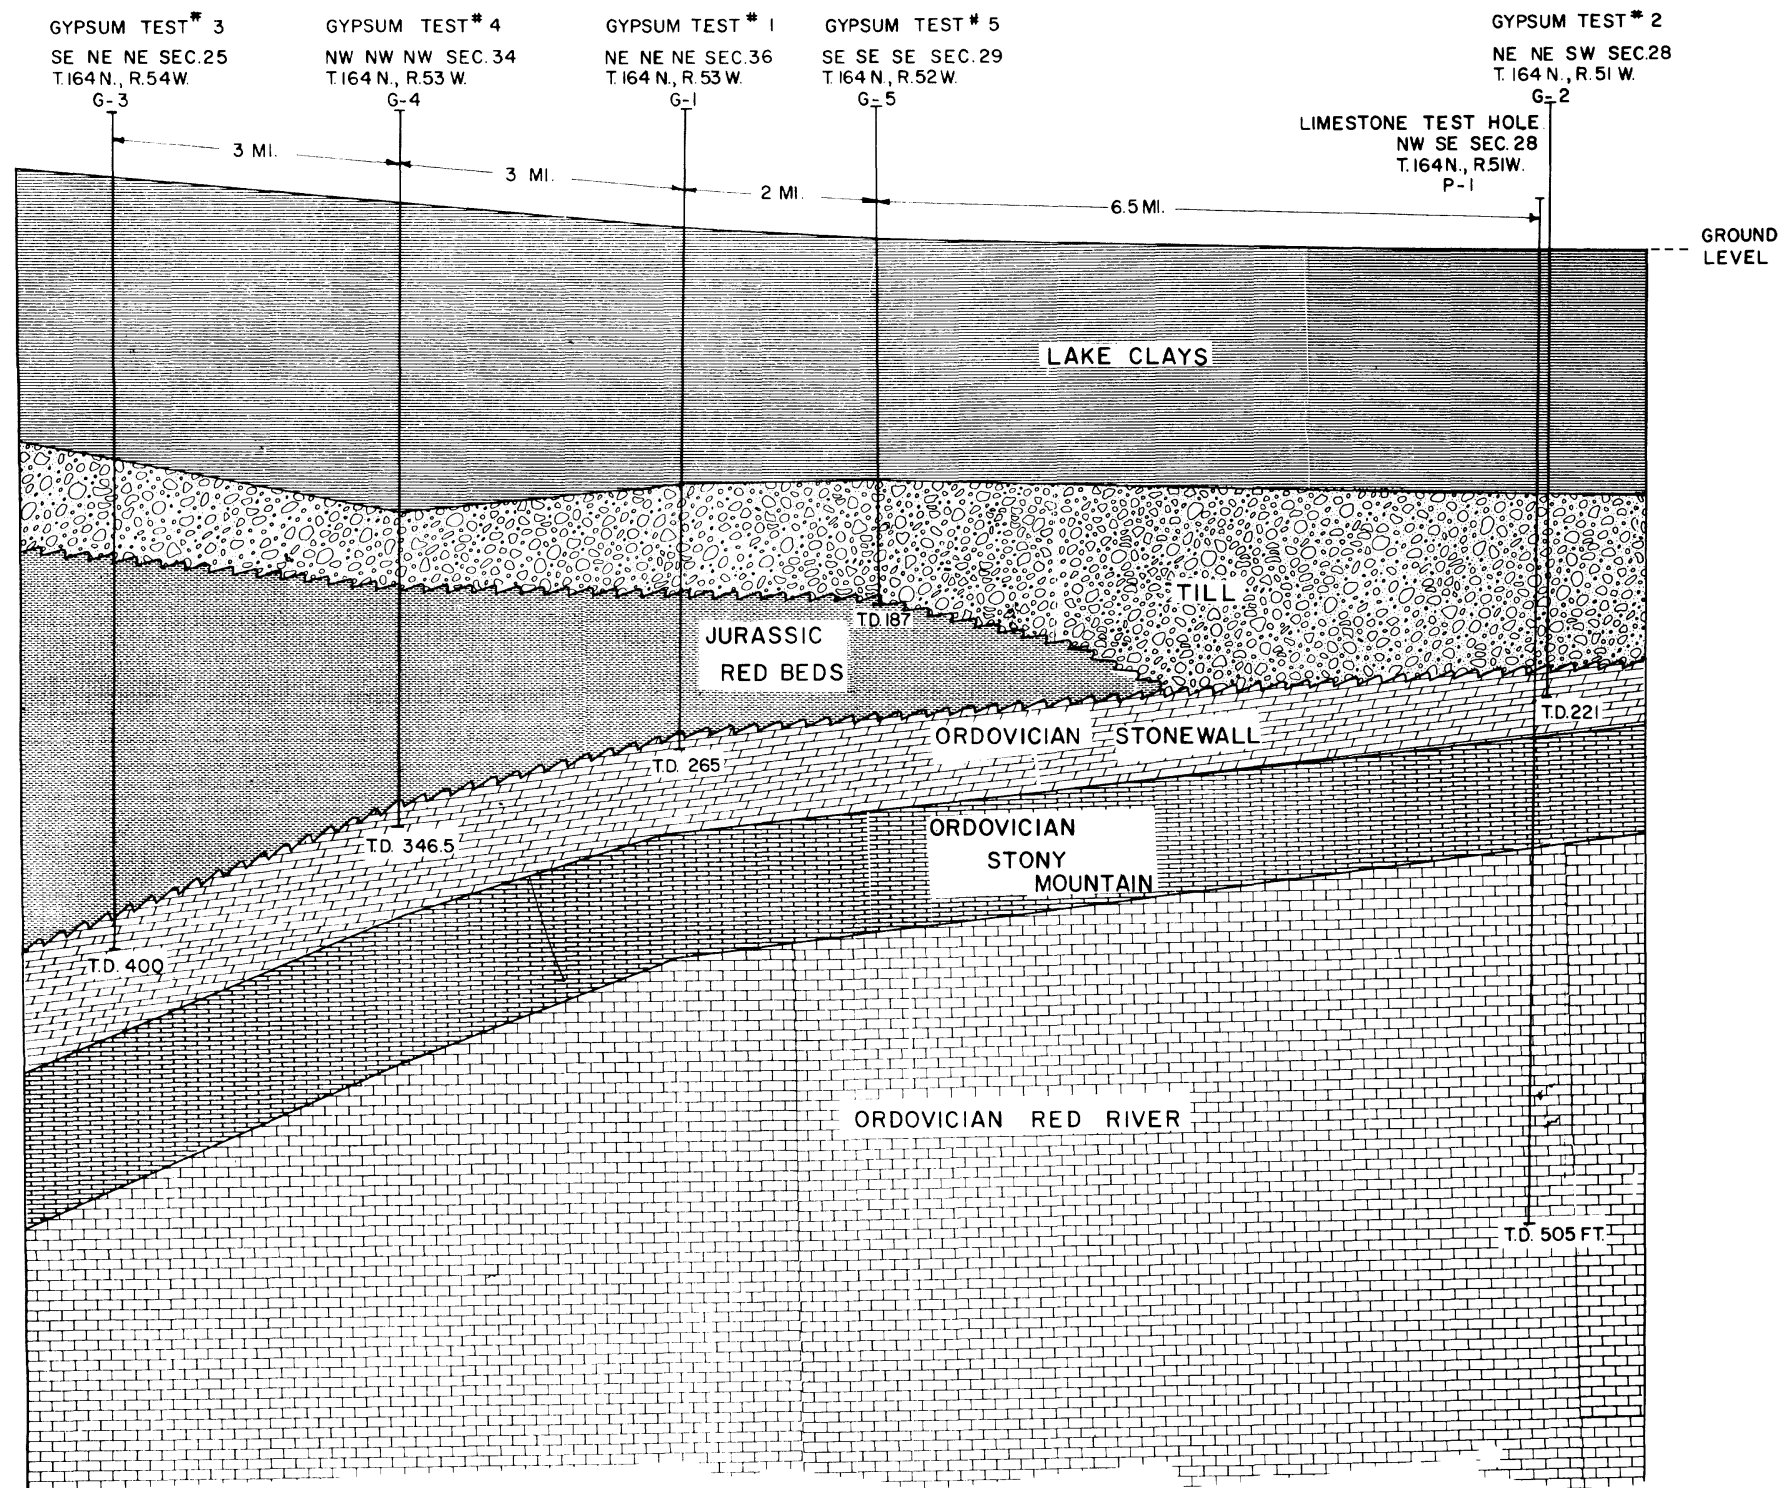 GYPSUM TEST # 3
SE NE NE SEC.25
T.164 N., R.54 W.
G-3
GYPSUM TEST # 4
NW NW NW SEC.34
T.164 N., R.53 W.
G-4
GYPSUM TEST # 1
NE NE NE SEC.36
T.164 N., R.53 W.
G-1
GYPSUM TEST # 5
SE SE SE SEC.29
T.164 N., R.52W.
G-5
GYPSUM TEST # 2
NE NE SW SEC.28
T.164 N., R.51 W.
G-2
LIMESTONE TEST HOLE
NW SE SEC.28
T.164N., R.51W.
P-1
3 MI.
3 MI.
2 MI.
6.5 MI.
GROUND
LEVEL
LAKE CLAYS
TILL
T.D. 187
JURASSIC
RED BEDS
T.D. 221
ORDOVICIAN STONEWALL
T.D. 265
T.D. 346.5
ORDOVICIAN
STONY
MOUNTAIN
T.D. 400
ORDOVICIAN RED RIVER
T.D. 505 FT.